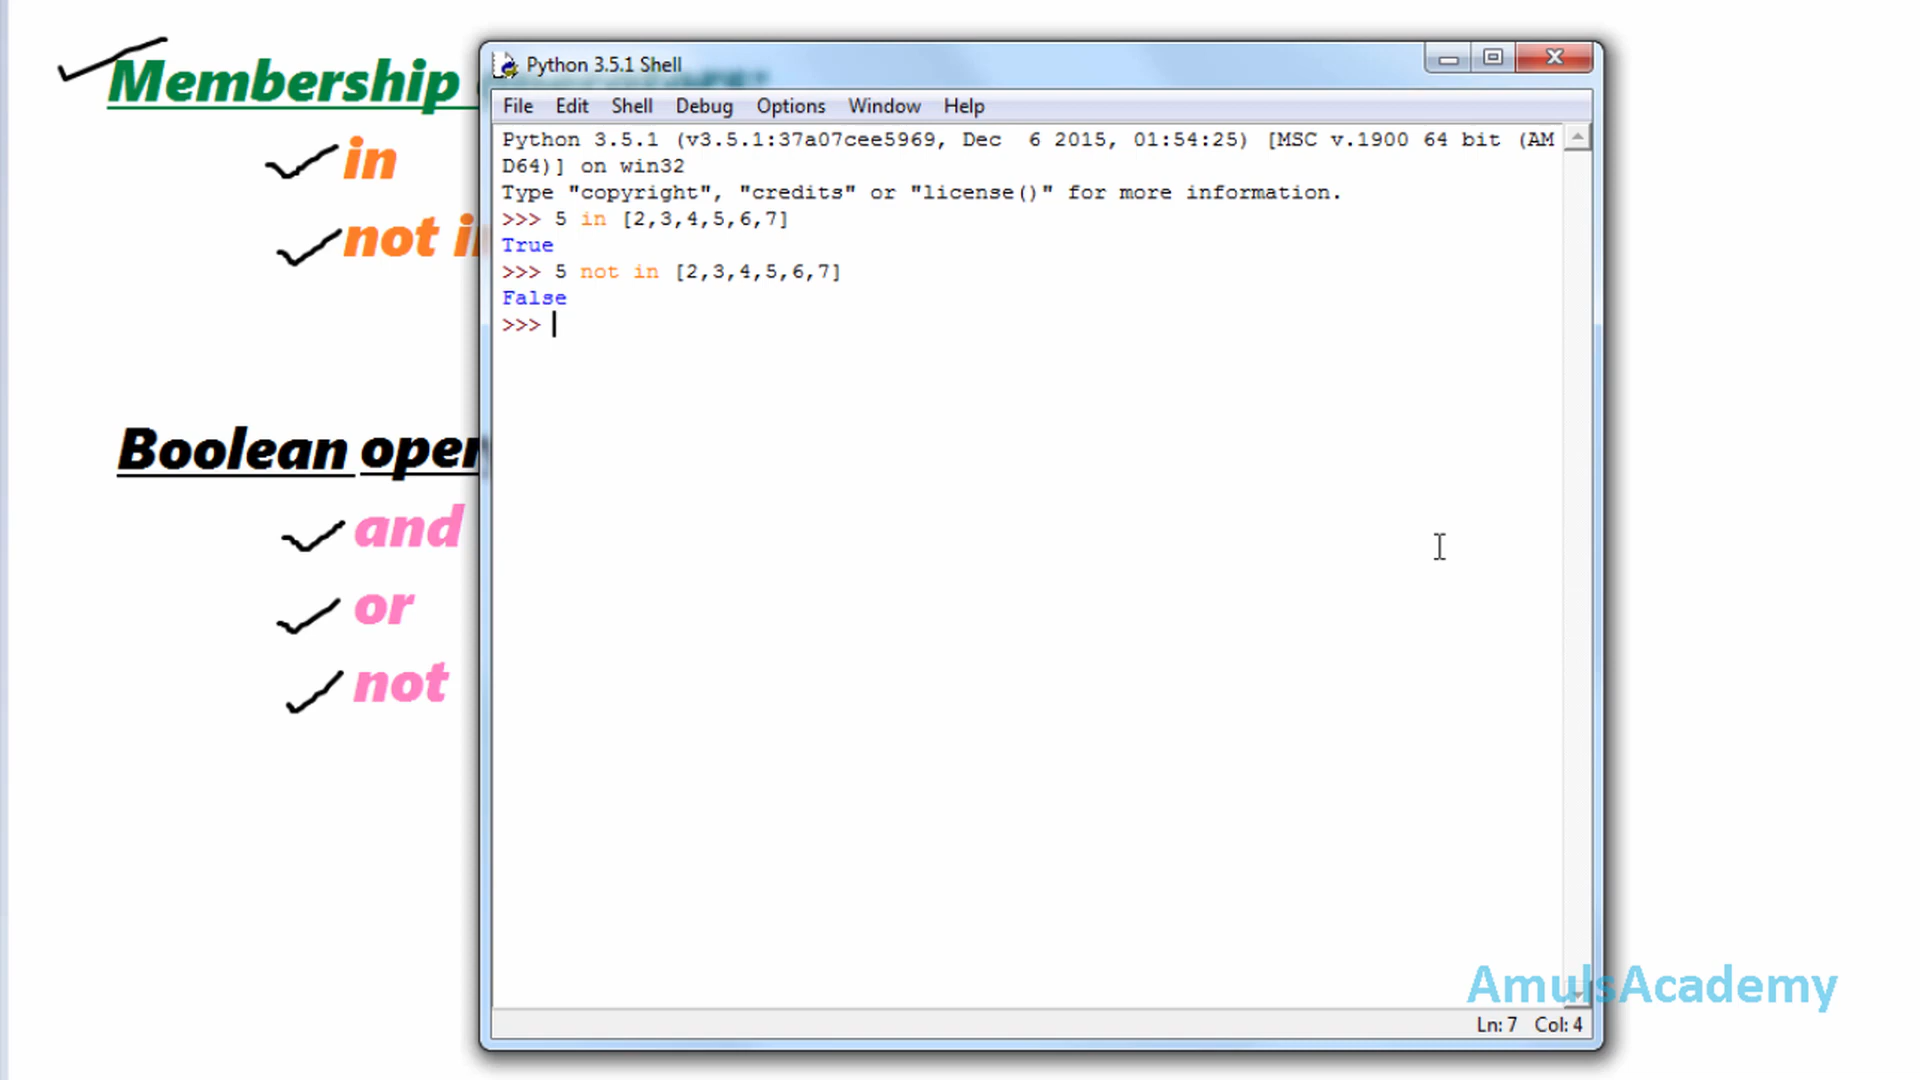 Membership
in
not in
Boolean oper
and
or
not
Python 3.5.1 Shell
File Edit Shell Debug Options Window Help
Python 3.5.1 (v3.5.1:37a07cee5969, Dec  6 2015, 01:54:25) [MSC v.1900 64 bit (AM
D64)] on win32
Type "copyright", "credits" or "license()" for more information.
>>> 5 in [2,3,4,5,6,7]
True
>>> 5 not in [2,3,4,5,6,7]
False
>>>
AmulsAcademy
Ln: 7 Col: 4